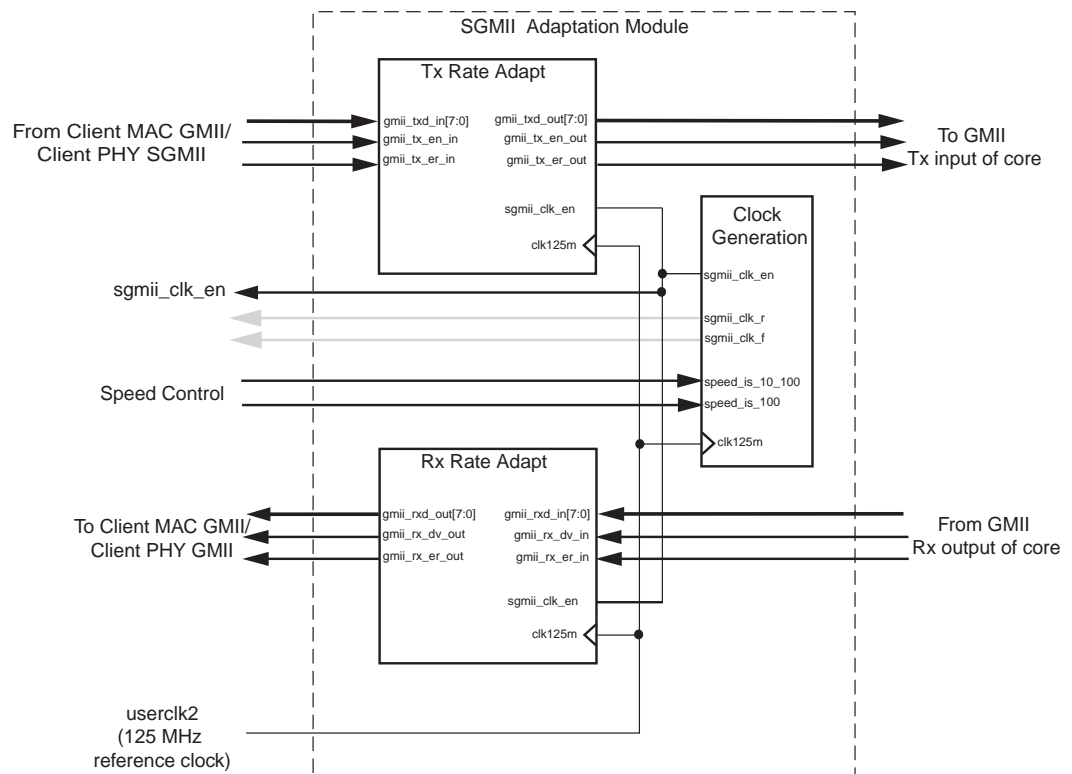 SGMII Adaptation Module
Tx Rate Adapt
From Client MAC GMII/
Client PHY SGMII
gmii_txd_in[7:0]
gmii_tx_en_in
gmii_tx_er_in
gmii_txd_out[7:0]
gmii_tx_en_out
gmii_tx_er_out
To GMII
Tx input of core
sgmii_clk_en
clk125m
Clock
Generation
sgmii_clk_en
sgmii_clk_r
sgmii_clk_f
speed_is_10_100
speed_is_100
clk125m
sgmii_clk_en
Speed Control
Rx Rate Adapt
To Client MAC GMII/
Client PHY GMII
gmii_rxd_out[7:0]
gmii_rx_dv_out
gmii_rx_er_out
gmii_rxd_in[7:0]
gmii_rx_dv_in
gmii_rx_er_in
From GMII
Rx output of core
sgmii_clk_en
clk125m
userclk2
(125 MHz
reference clock)